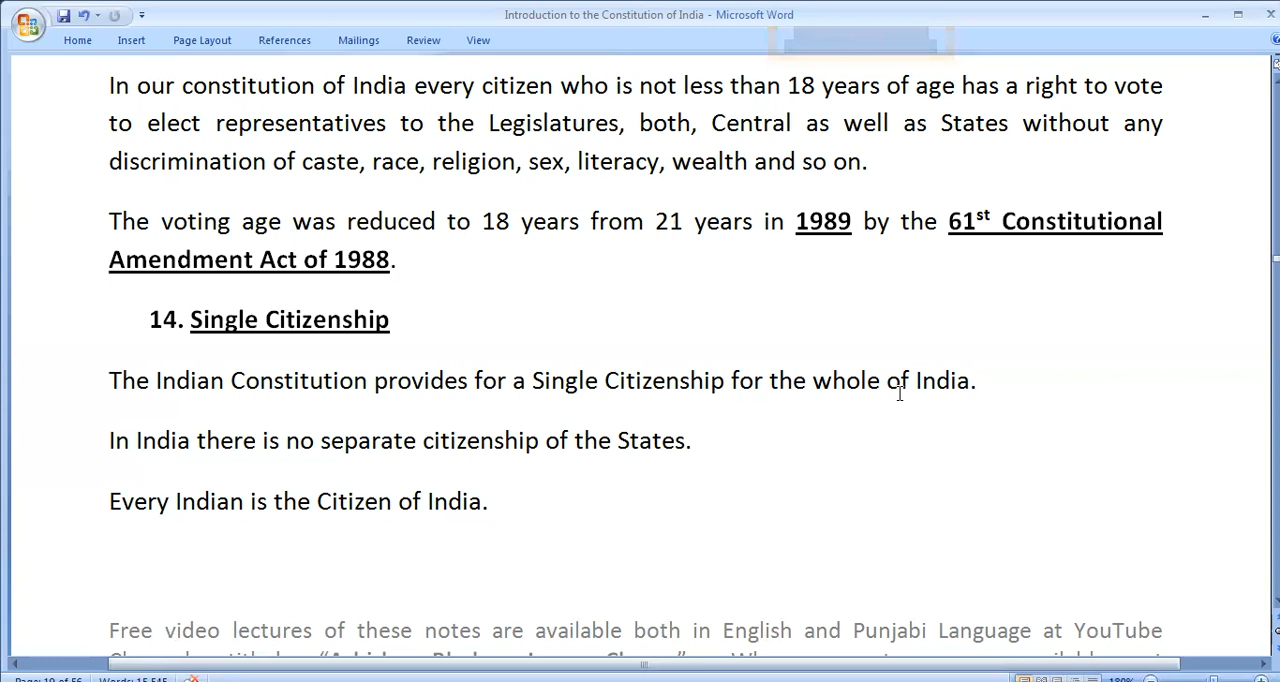 Introduction to the Constitution of India - Microsoft Word
Home Insert Page Layout References Mailings Review View
In our constitution of India every citizen who is not less than 18 years of age has a right to vote
to elect representatives to the Legislatures, both, Central as well as States without any
discrimination of caste, race, religion, sex, literacy, wealth and so on.
The voting age was reduced to 18 years from 21 years in 1989 by the 61st Constitutional
Amendment Act of 1988.
14. Single Citizenship
The Indian Constitution provides for a Single Citizenship for the whole of India.
In India there is no separate citizenship of the States.
Every Indian is the Citizen of India.
Free video lectures of these notes are available both in English and Punjabi Language at YouTube